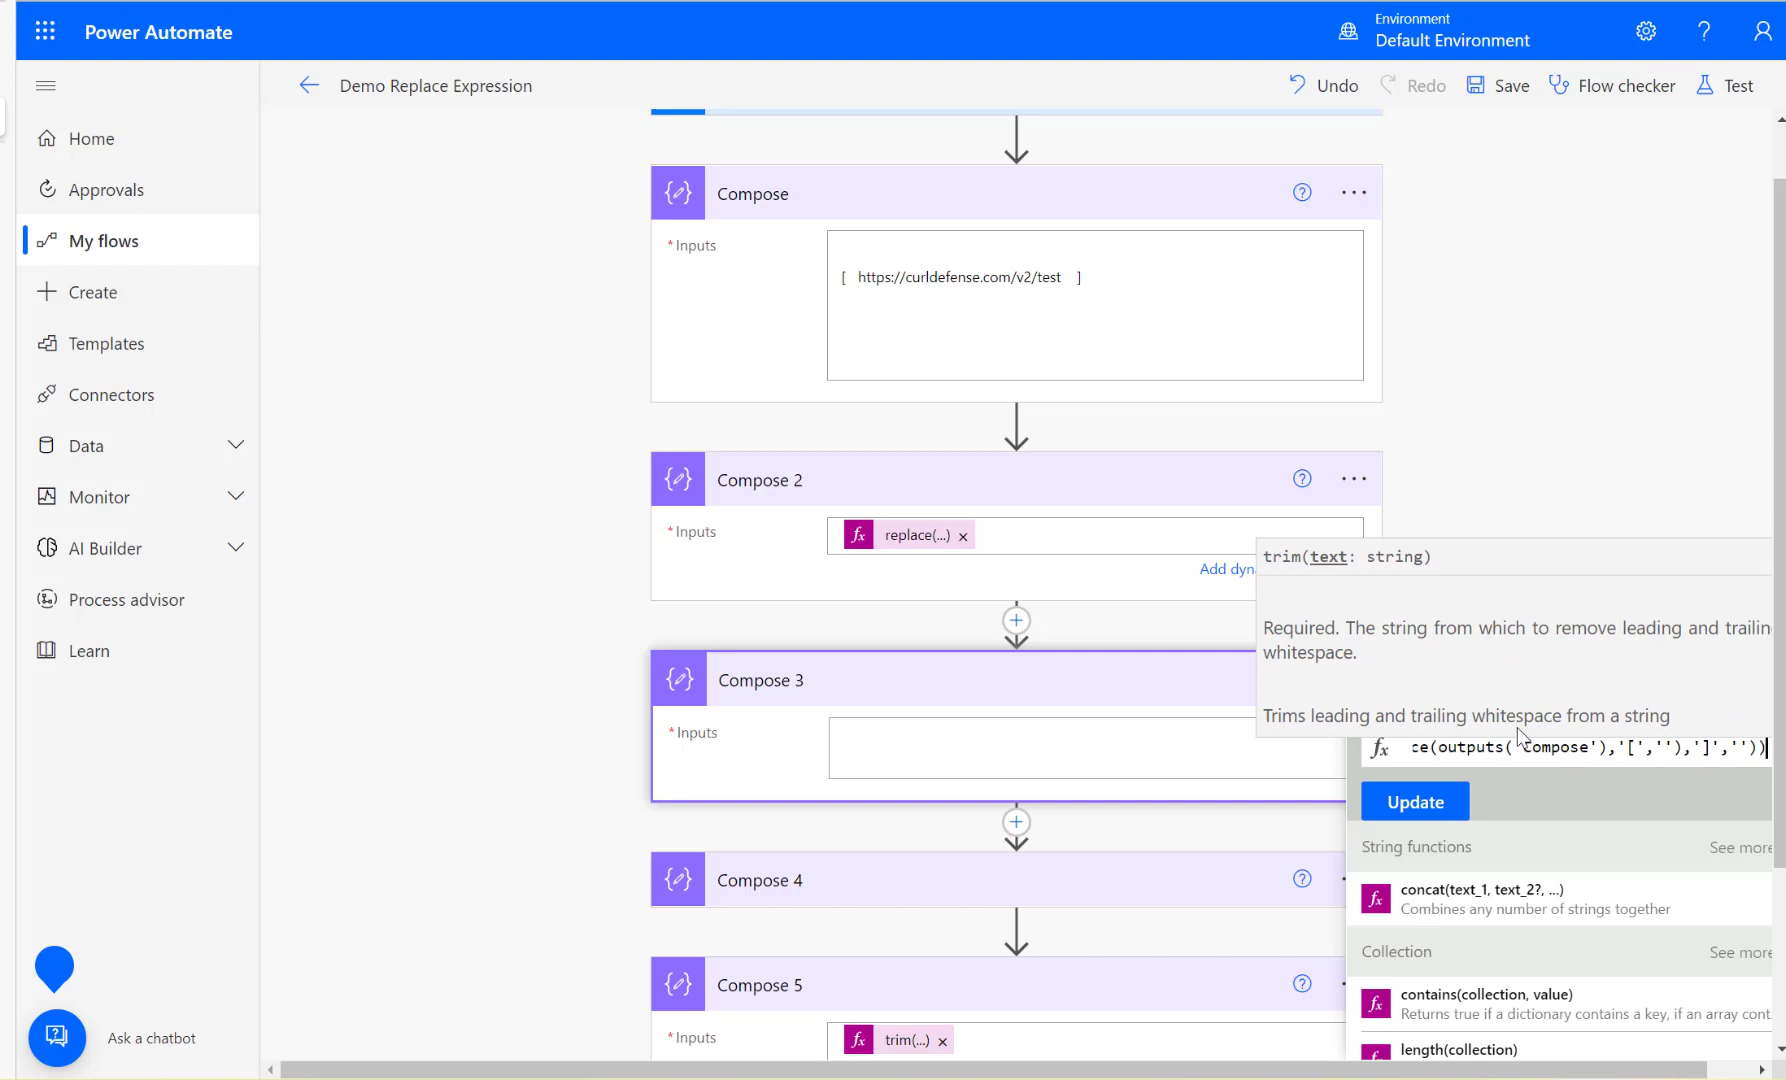 Power Automate
Environment
Default Environment
Demo Replace Expression
Undo
Redo
Save
Flow checker
Test
Home
Approvals
My flows
Create
Templates
Connectors
Data
Monitor
AI Builder
Process advisor
Learn
Ask a chatbot
Compose
* Inputs
[   https://curldefense.com/v2/test   ]
Compose 2
* Inputs
replace(...)
Add dyna
trim(text: string)
Required. The string from which to remove leading and trailin
whitespace.
Trims leading and trailing whitespace from a string
Compose 3
* Inputs
fx ce(outputs('Compose'),'[',''),']',''))
Update
String functions
See more
concat(text_1, text_2?, ...)
Combines any number of strings together
Collection
See more
contains(collection, value)
Returns true if a dictionary contains a key, if an array cont
length(collection)
Compose 4
Compose 5
* Inputs
trim(...)